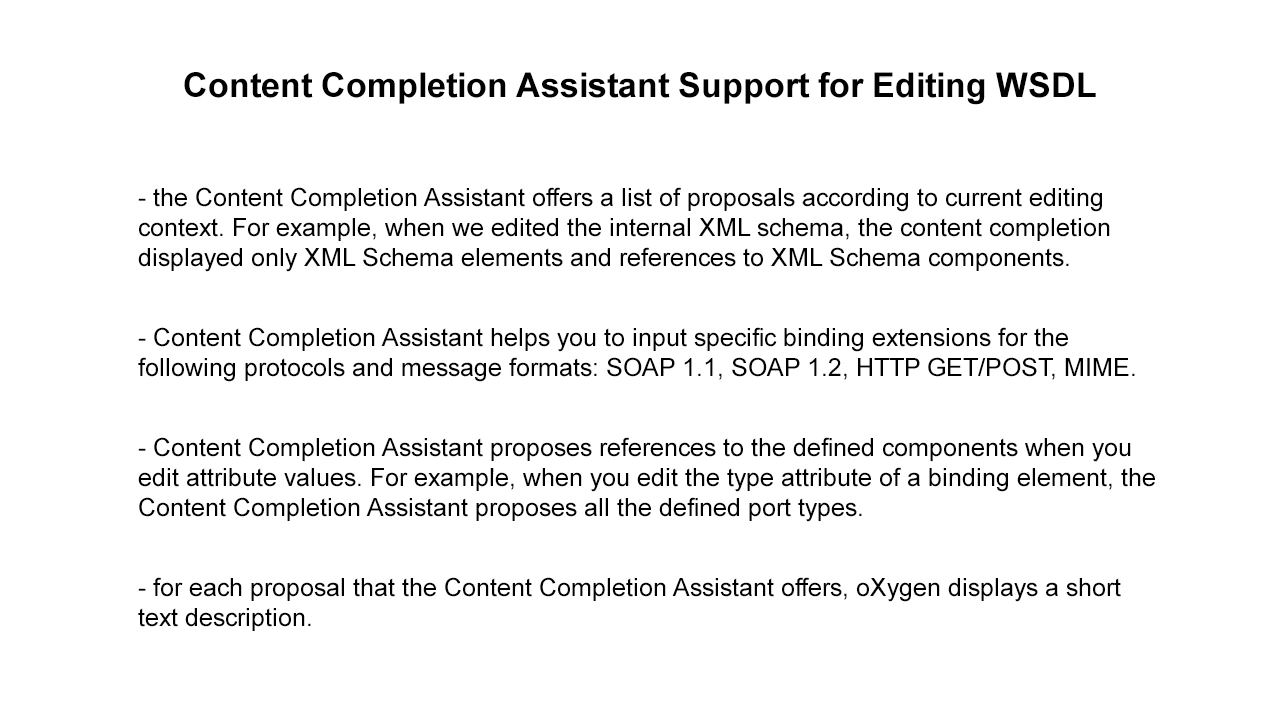 Content Completion Assistant Support for Editing WSDL
- the Content Completion Assistant offers a list of proposals according to current editing
context. For example, when we edited the internal XML schema, the content completion
displayed only XML Schema elements and references to XML Schema components.
- Content Completion Assistant helps you to input specific binding extensions for the
following protocols and message formats: SOAP 1.1, SOAP 1.2, HTTP GET/POST, MIME.
- Content Completion Assistant proposes references to the defined components when you
edit attribute values. For example, when you edit the type attribute of a binding element, the
Content Completion Assistant proposes all the defined port types.
- for each proposal that the Content Completion Assistant offers, oXygen displays a short
text description.